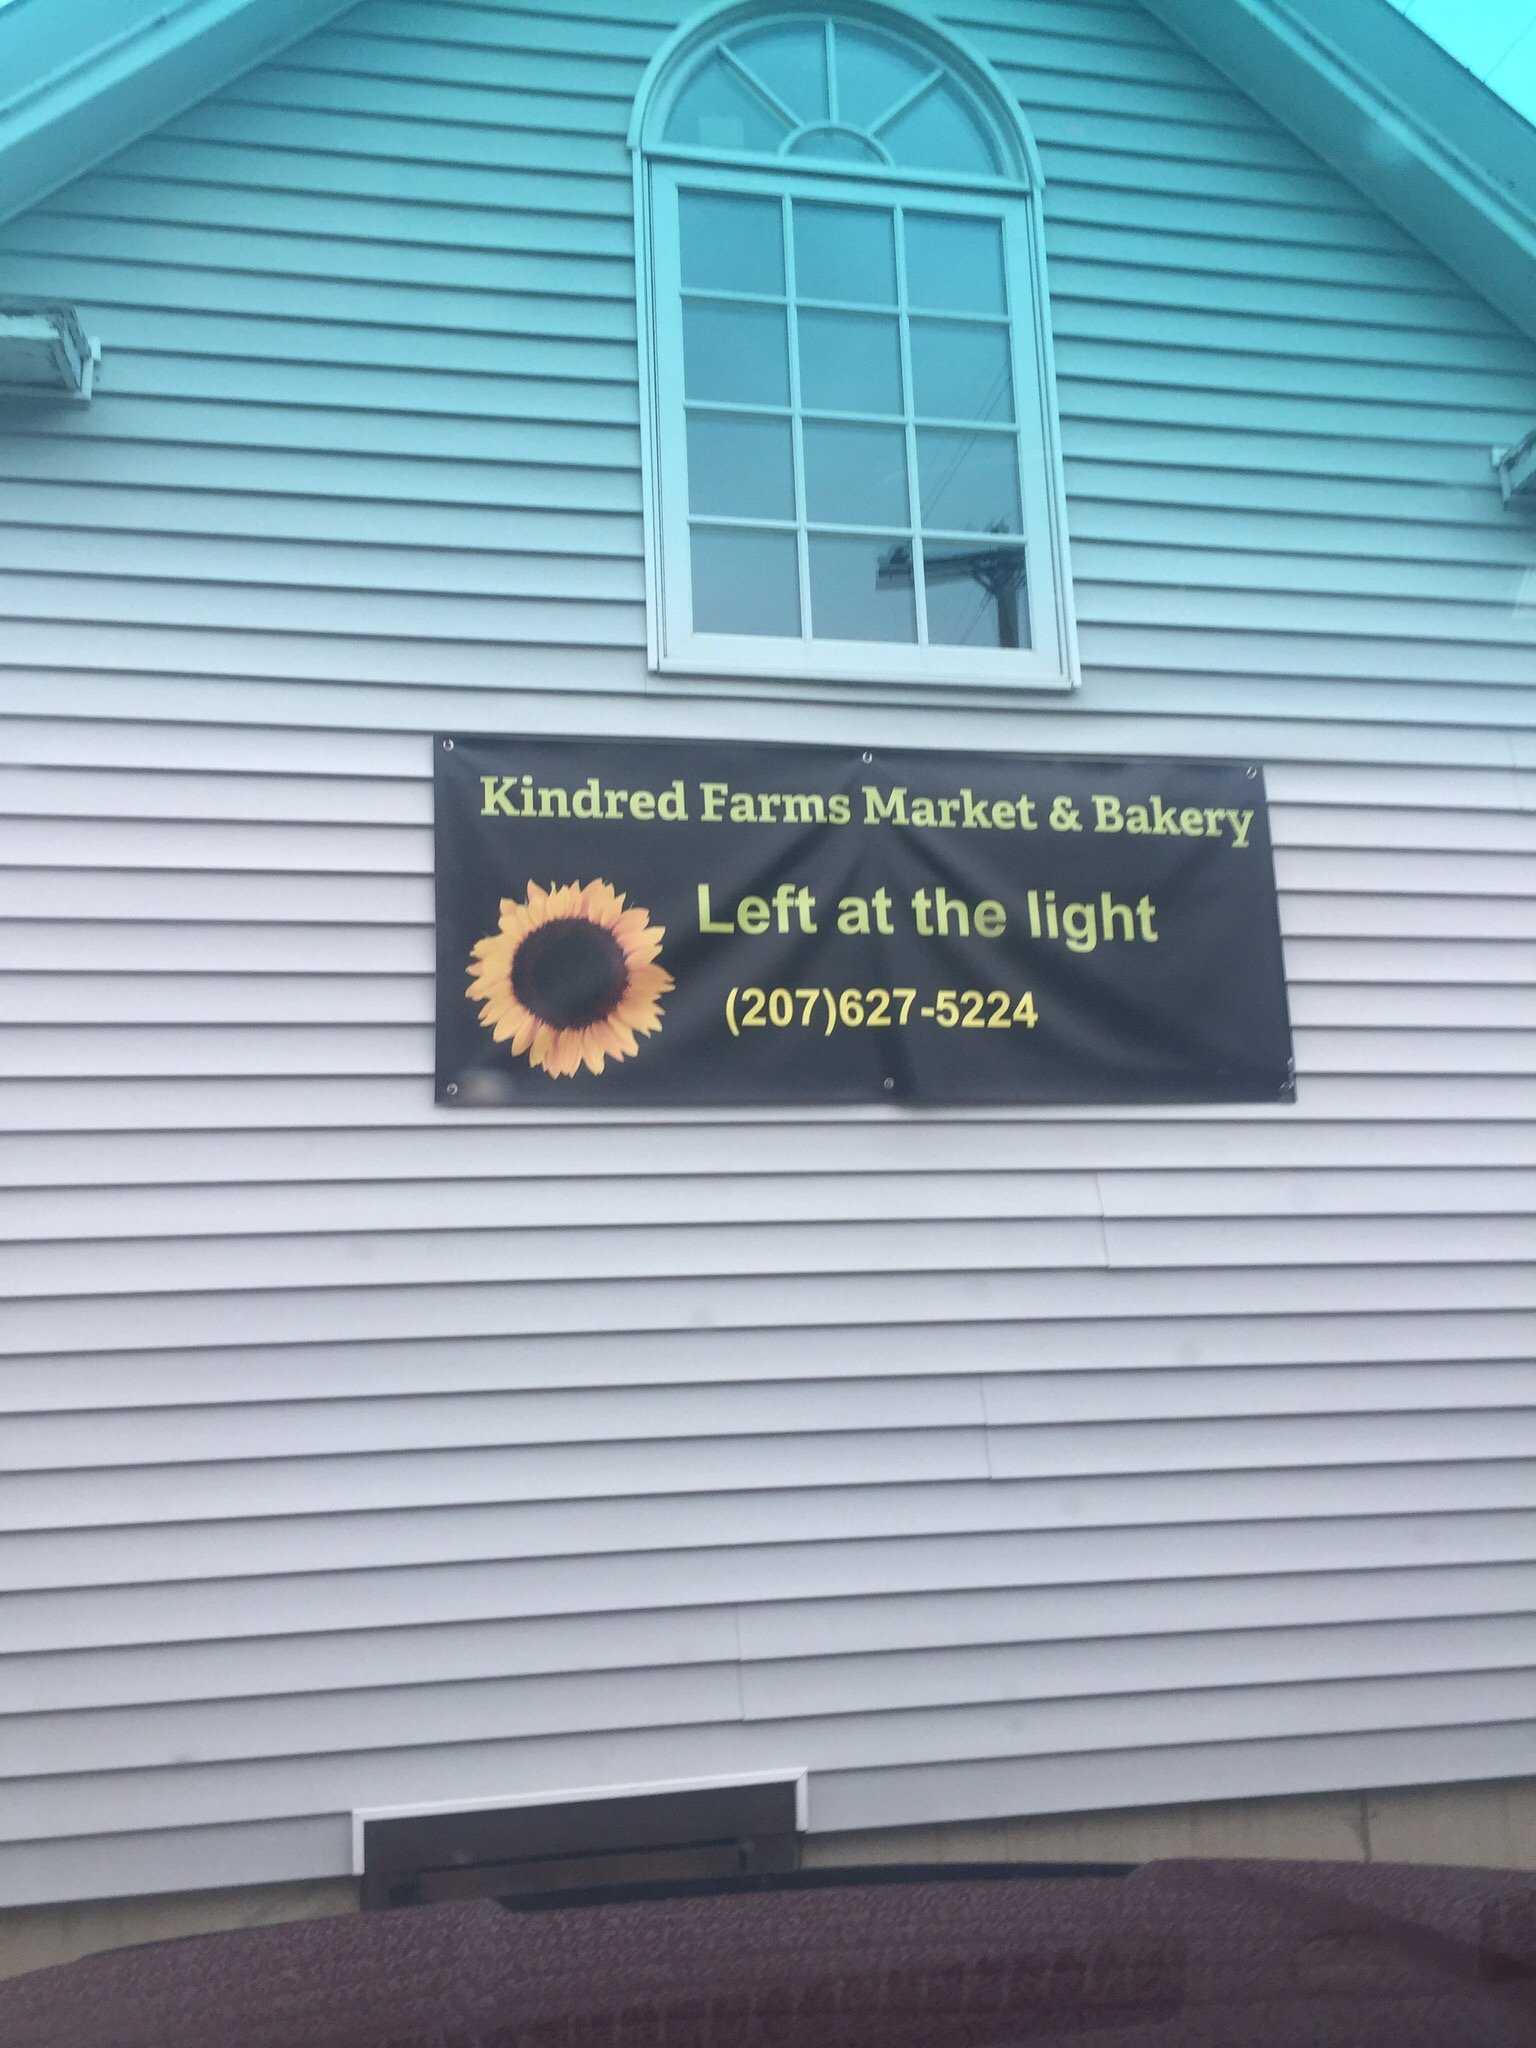 Kindred Farms Market & Bakery
Left at the light
(207)627-5224